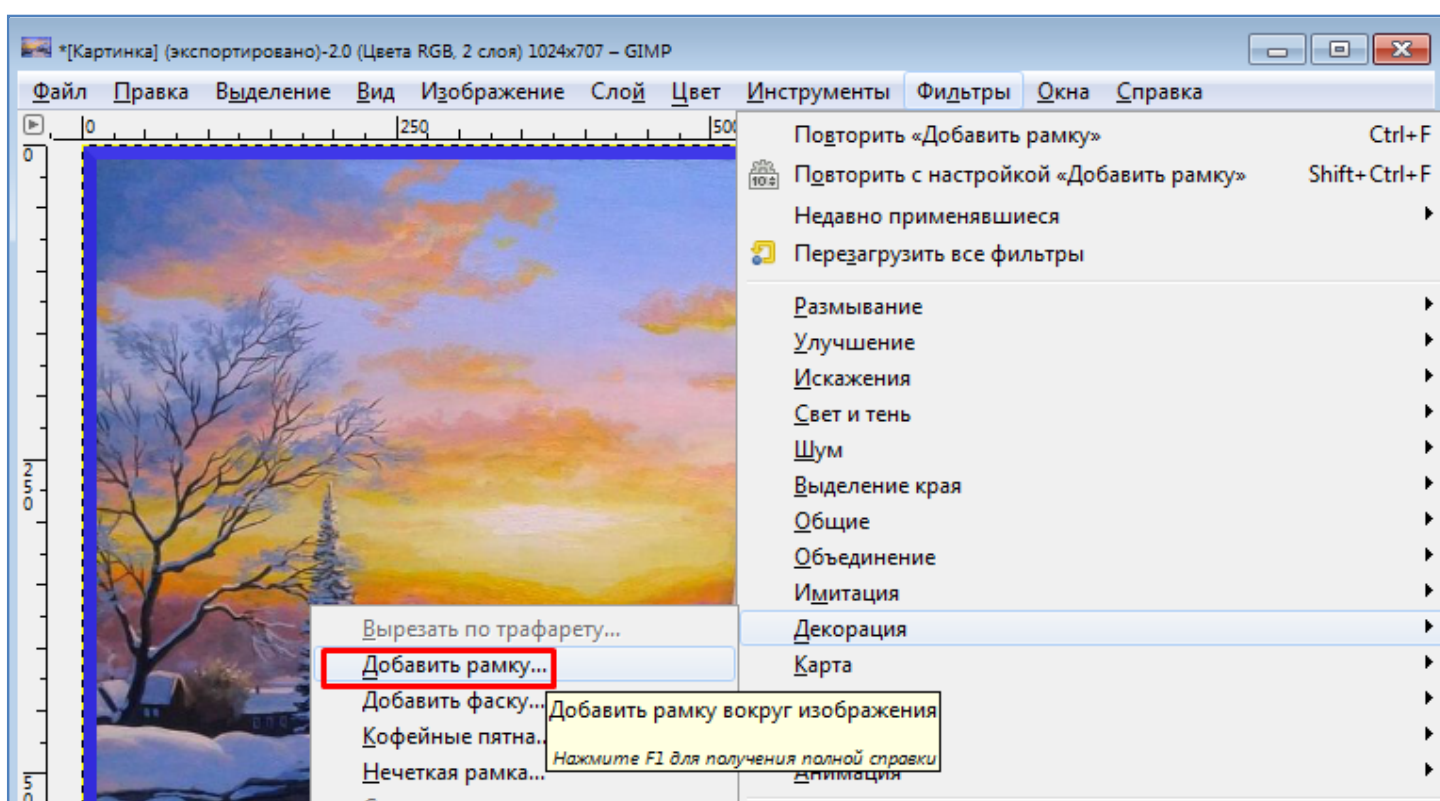 *[Картинка] (экспортировано)-2.0 (Цвета RGB, 2 слоя) 1024x707 – GIMP
Файл Правка Выделение Вид Изображение Слой Цвет Инструменты Фильтры Окна Справка
0 250 500
0
250
5
Повторить «Добавить рамку» Ctrl+F
Повторить с настройкой «Добавить рамку» Shift+Ctrl+F
Недавно применявшиеся
Перезагрузить все фильтры
Размывание
Улучшение
Искажения
Свет и тень
Шум
Выделение края
Общие
Объединение
Имитация
Декорация
Карта
Анимация
Вырезать по трафарету...
Добавить рамку...
Добавить фаску...
Кофейные пятна..
Нечеткая рамка...
Добавить рамку вокруг изображения
Нажмите F1 для получения полной справки